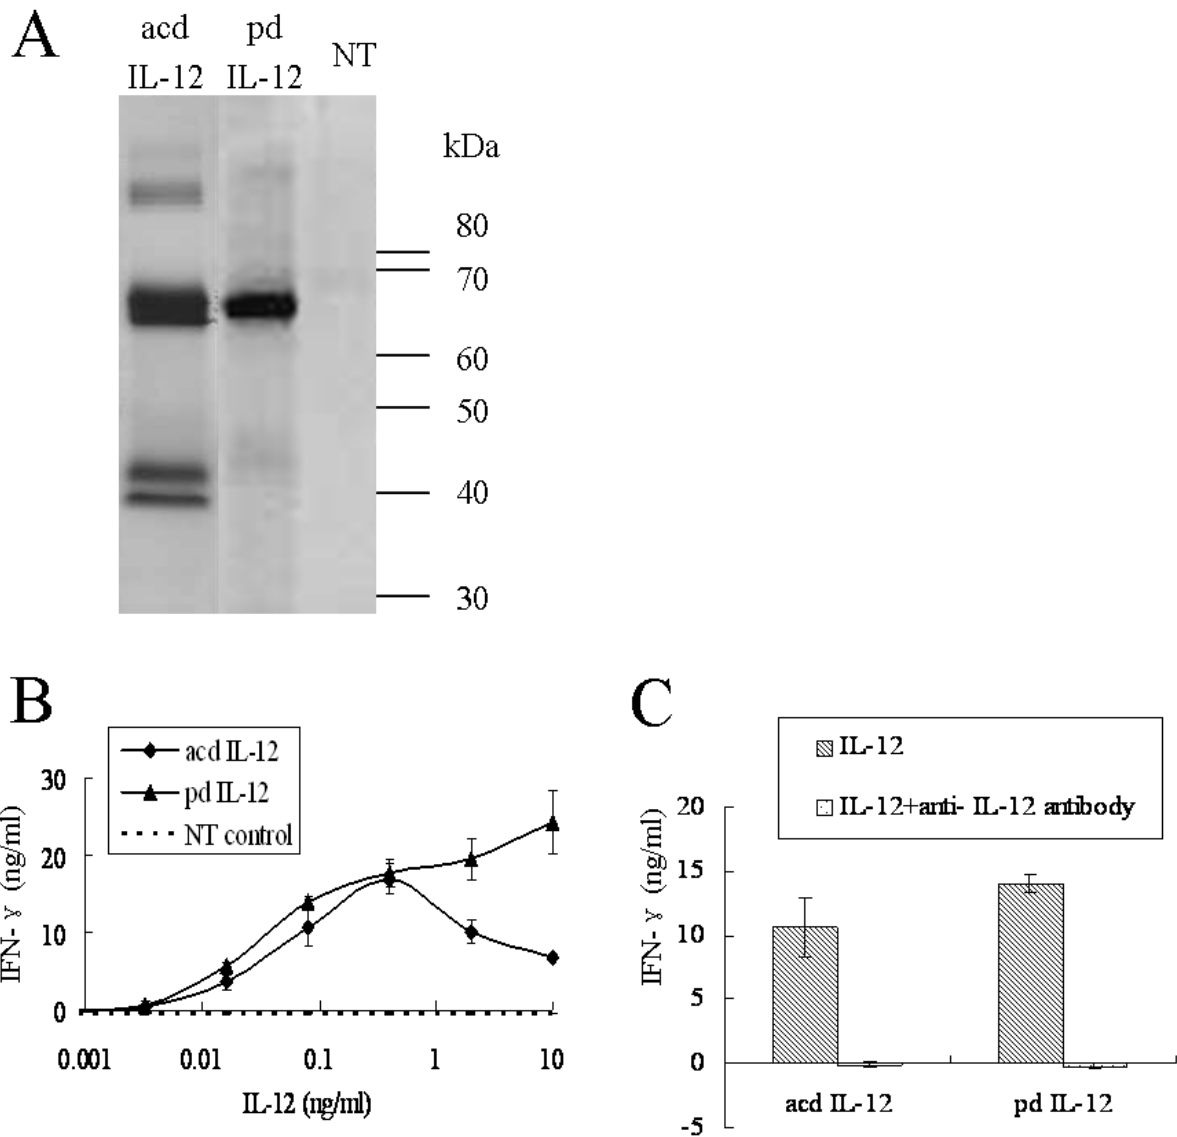 A
acd
IL-12
pd
IL-12
NT
kDa
80
70
60
50
40
30
B
acd IL-12
pd IL-12
NT control
30
20
10
0
IFN- γ (ng/ml)
0.001 0.01 0.1 1 10
IL-12 (ng/ml)
C
IL-12
IL-12+anti- IL-12 antibody
20
15
10
5
0
-5
IFN- γ (ng/ml)
acd IL-12 pd IL-12